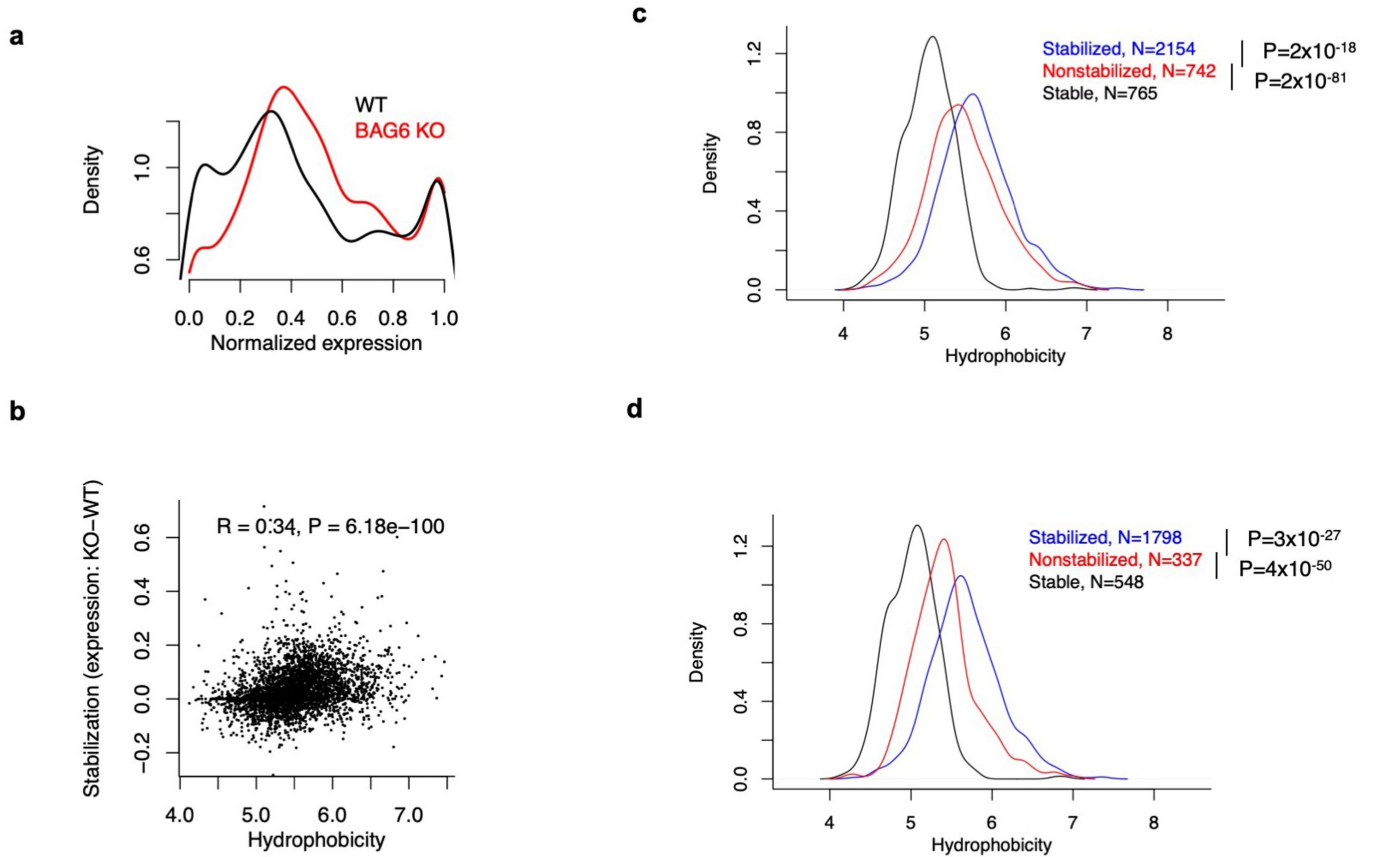 a
WT
BAG6 KO
Density
0.6
1.0
0.0 0.2 0.4 0.6 0.8 1.0
Normalized expression
b
R = 0.34, P = 6.18e−100
Stabilization (expression: KO−WT)
0.6
0.4
0.2
0.0
−0.2
4.0 5.0 6.0 7.0
Hydrophobicity
c
Stabilized, N=2154
Nonstabilized, N=742
Stable, N=765
P=2x10⁻¹⁸
P=2x10⁻⁸¹
Density
1.2
0.8
0.4
0.0
4 5 6 7 8
Hydrophobicity
d
Stabilized, N=1798
Nonstabilized, N=337
Stable, N=548
P=3x10⁻²⁷
P=4x10⁻⁵⁰
Density
1.2
0.8
0.4
0.0
4 5 6 7 8
Hydrophobicity